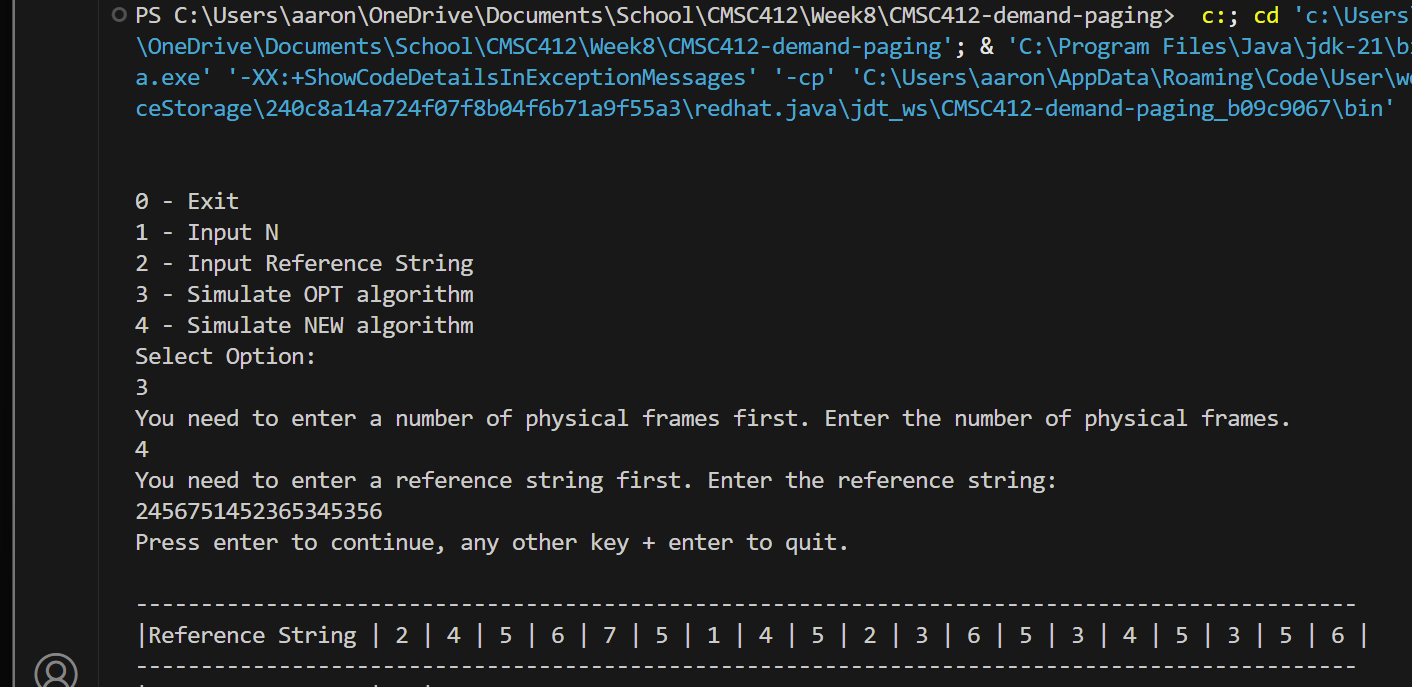 PS C:\Users\aaron\OneDrive\Documents\School\CMSC412\Week8\CMSC412-demand-paging>  c:; cd 'c:\Users\
\OneDrive\Documents\School\CMSC412\Week8\CMSC412-demand-paging'; & 'C:\Program Files\Java\jdk-21\b
a.exe' '-XX:+ShowCodeDetailsInExceptionMessages' '-cp' 'C:\Users\aaron\AppData\Roaming\Code\User\w
ceStorage\240c8a14a724f07f8b04f6b71a9f55a3\redhat.java\jdt_ws\CMSC412-demand-paging_b09c9067\bin'
0 - Exit
1 - Input N
2 - Input Reference String
3 - Simulate OPT algorithm
4 - Simulate NEW algorithm
Select Option:
3
You need to enter a number of physical frames first. Enter the number of physical frames.
4
You need to enter a reference string first. Enter the reference string:
2456751452365345356
Press enter to continue, any other key + enter to quit.
----------------------------------------------------------------------------------------------
|Reference String | 2 | 4 | 5 | 6 | 7 | 5 | 1 | 4 | 5 | 2 | 3 | 6 | 5 | 3 | 4 | 5 | 3 | 5 | 6 |
----------------------------------------------------------------------------------------------